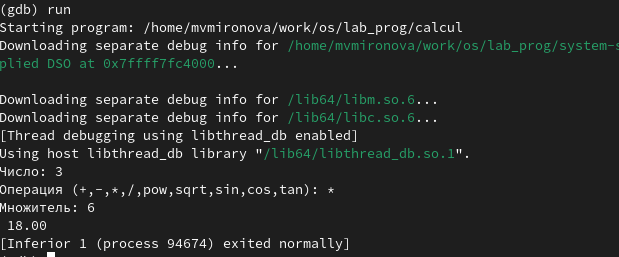 (gdb) run
Starting program: /home/mvmironova/work/os/lab_prog/calcul
Downloading separate debug info for /home/mvmironova/work/os/lab_prog/system-s
plied DSO at 0x7ffff7fc4000...
Downloading separate debug info for /lib64/libm.so.6...
Downloading separate debug info for /lib64/libc.so.6...
[Thread debugging using libthread_db enabled]
Using host libthread_db library "/lib64/libthread_db.so.1".
Число: 3
Операция (+,-,*,/,pow,sqrt,sin,cos,tan): *
Множитель: 6
18.00
[Inferior 1 (process 94674) exited normally]